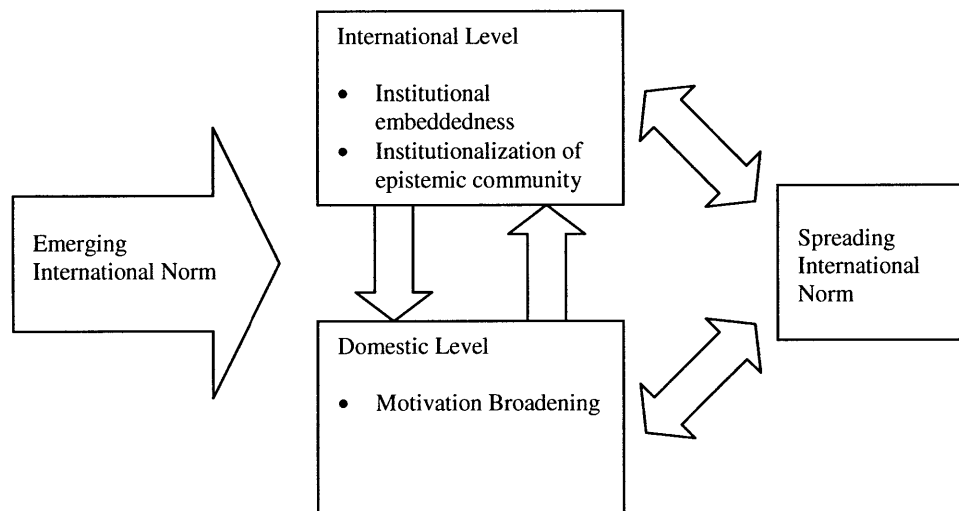 Emerging
International Norm
International Level
• Institutional
embeddedness
• Institutionalization of
epistemic community
Domestic Level
• Motivation Broadening
Spreading
International
Norm